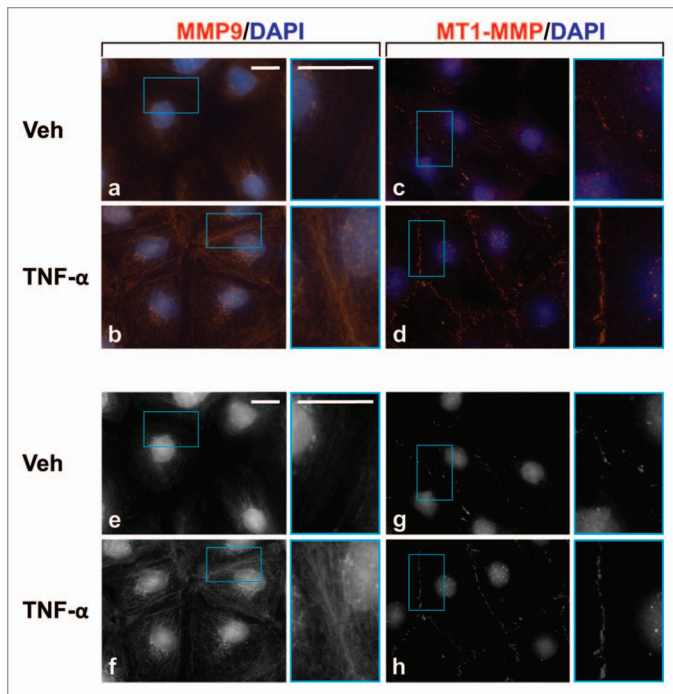 MMP9/DAPI MT1-MMP/DAPI
Veh
a c
TNF-α
b d
Veh
e g
TNF-α
f h